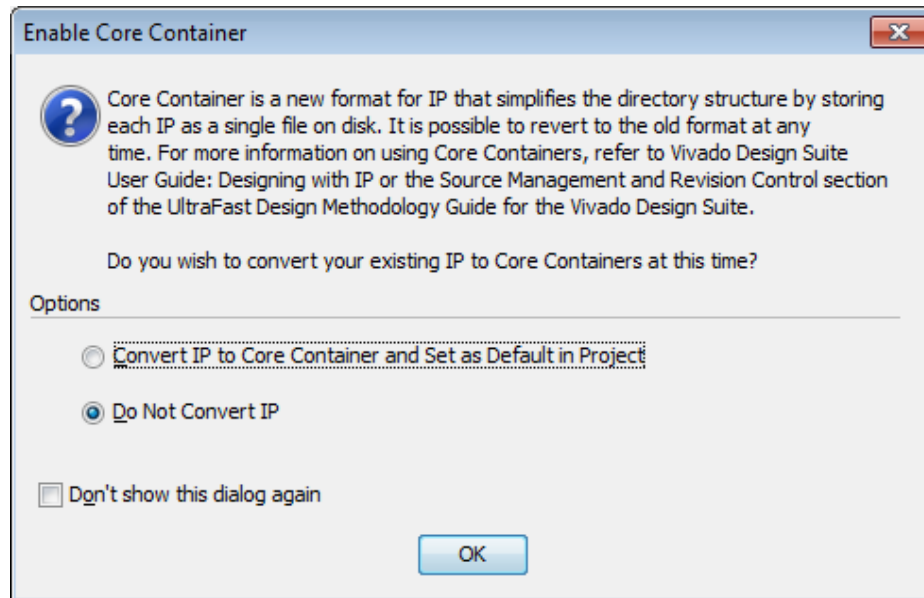 Enable Core Container
Core Container is a new format for IP that simplifies the directory structure by storing
each IP as a single file on disk. It is possible to revert to the old format at any
time. For more information on using Core Containers, refer to Vivado Design Suite
User Guide: Designing with IP or the Source Management and Revision Control section
of the UltraFast Design Methodology Guide for the Vivado Design Suite.
Do you wish to convert your existing IP to Core Containers at this time?
Options
Convert IP to Core Container and Set as Default in Project
Do Not Convert IP
Don't show this dialog again
OK